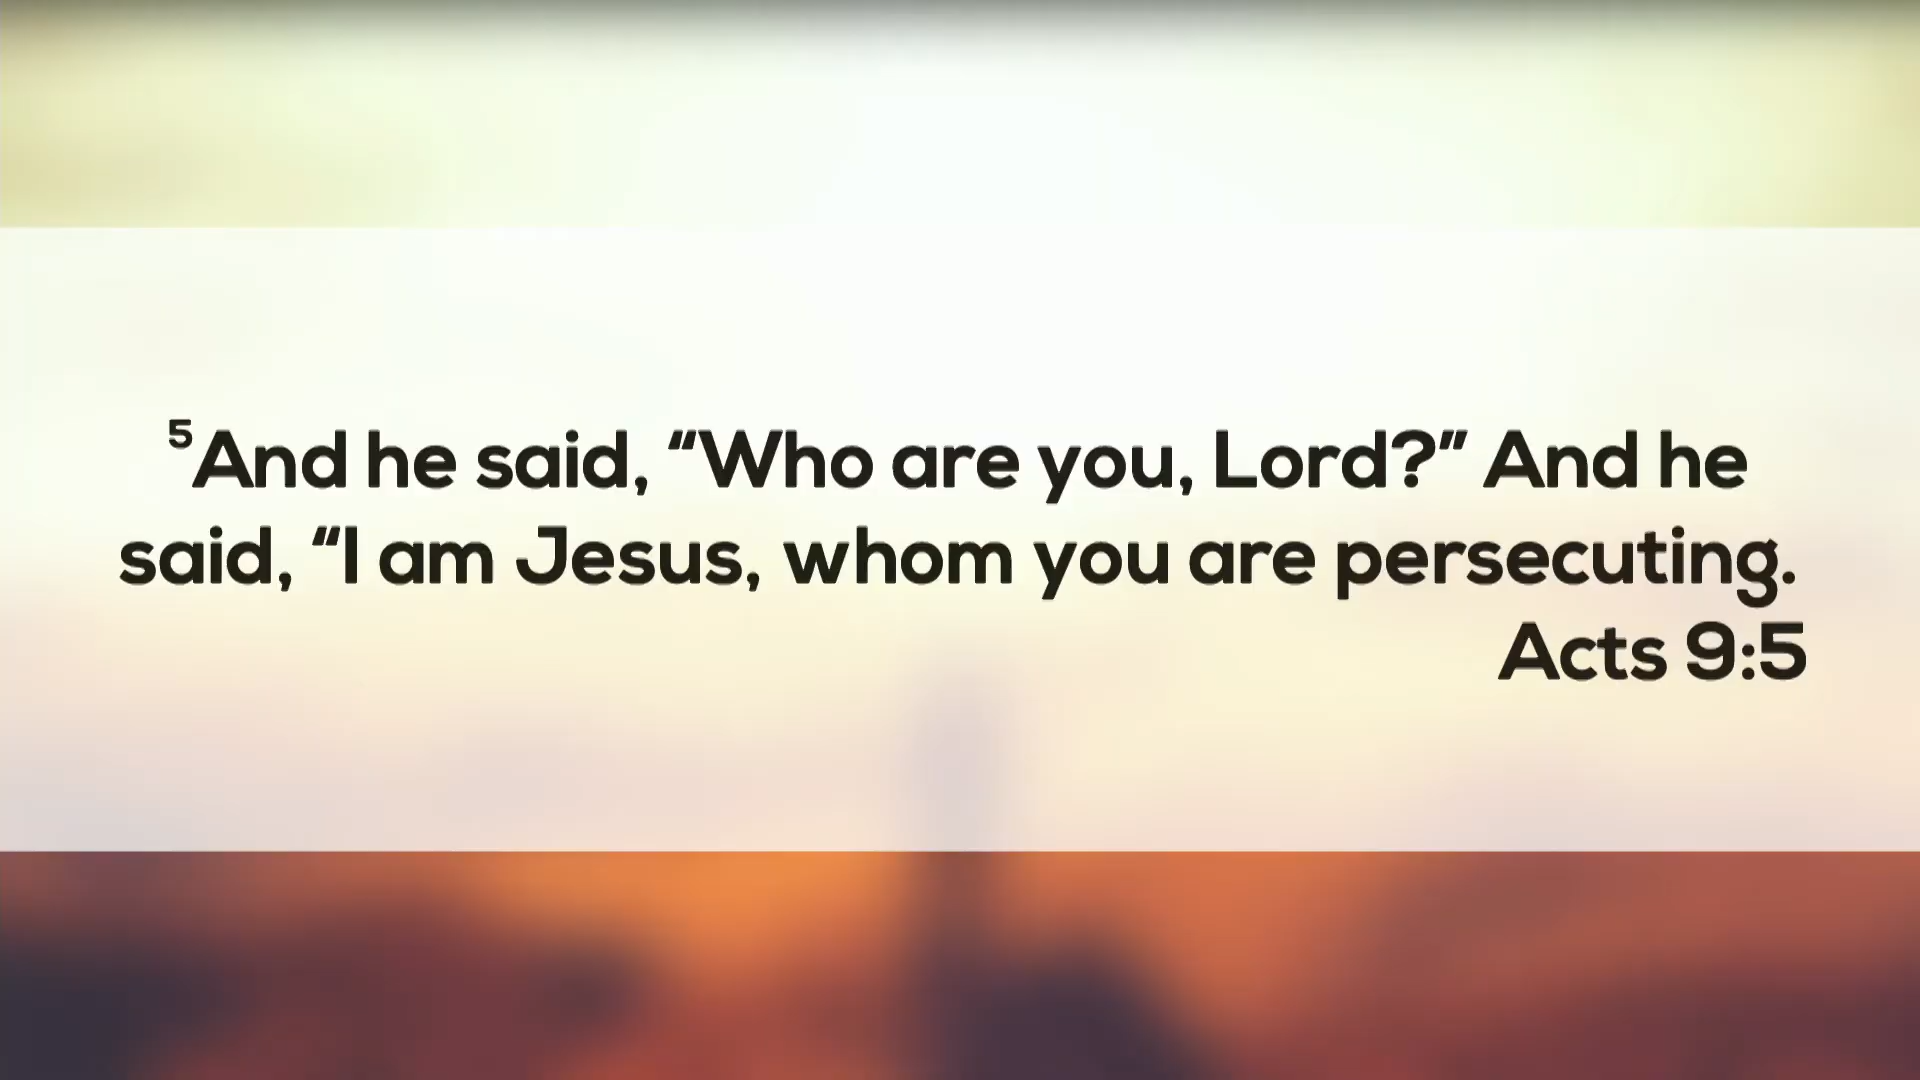 ⁵And he said, “Who are you, Lord?” And he
said, “I am Jesus, whom you are persecuting.
Acts 9:5